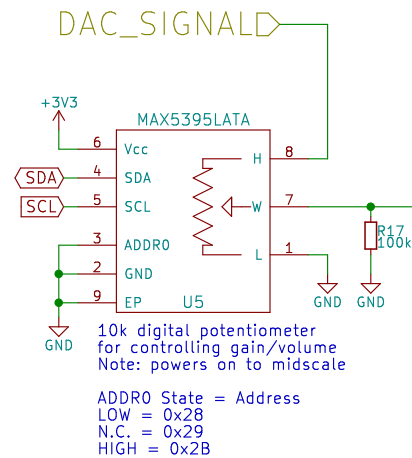 DAC_SIGNAL
+3V3
MAX5395LATA
6 Vcc
H 8
SDA 4 SDA
SCL 5 SCL
W 7
R17
100k
3 ADDR0
2 GND
L 1
9 EP
U5
GND
GND
GND
10k digital potentiometer
for controlling gain/volume
Note: powers on to midscale
ADDR0 State = Address
LOW = 0x28
N.C. = 0x29
HIGH = 0x2B